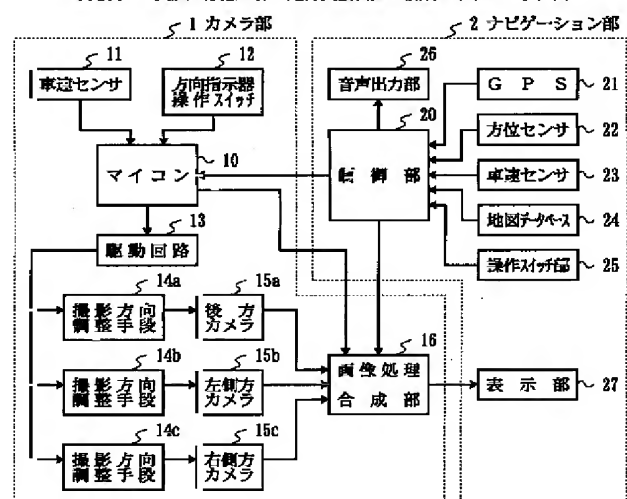 1 カメラ部
2 ナビゲーション部
11
12
26
車速センサ
方向指示器
操作スイッチ
音声出力部
GPS
21
20
方位センサ
22
10
マイコン
制御部
車速センサ
23
地図データベース
24
13
駆動回路
操作スイッチ部
25
14a
15a
撮影方向
調整手段
後方
カメラ
16
14b
15b
画像処理
合成部
表示部
27
撮影方向
調整手段
左側方
カメラ
14c
15c
撮影方向
調整手段
右側方
カメラ